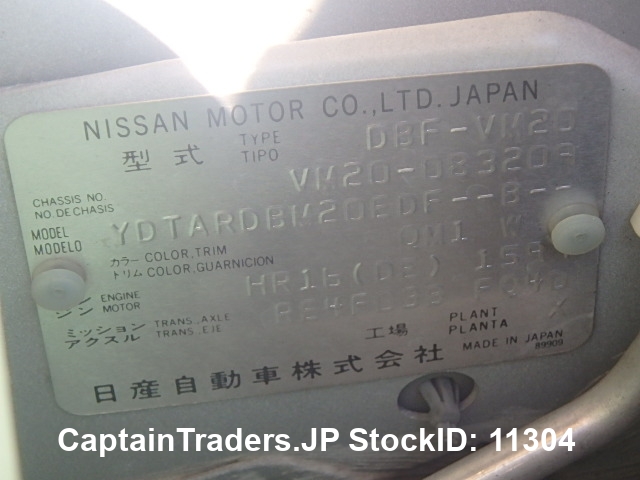 NISSAN MOTOR CO.,LTD. JAPAN
型式 TYPE TIPO DBF-VM20
CHASSIS NO. NO. DE CHASIS VM20-083209
MODEL MODELO YDTARDBM20EDF--B--
カラー COLOR, TRIM トリム COLOR, GUARNICION QM1 W
ン ENGINE ジン MOTOR HR16(DE)
ミッション TRANS., AXLE アクスル TRANS., EJE
工場 PLANT PLANTA X
MADE IN JAPAN
89909
日産自動車株式会社
CaptainTraders.JP StockID: 11304